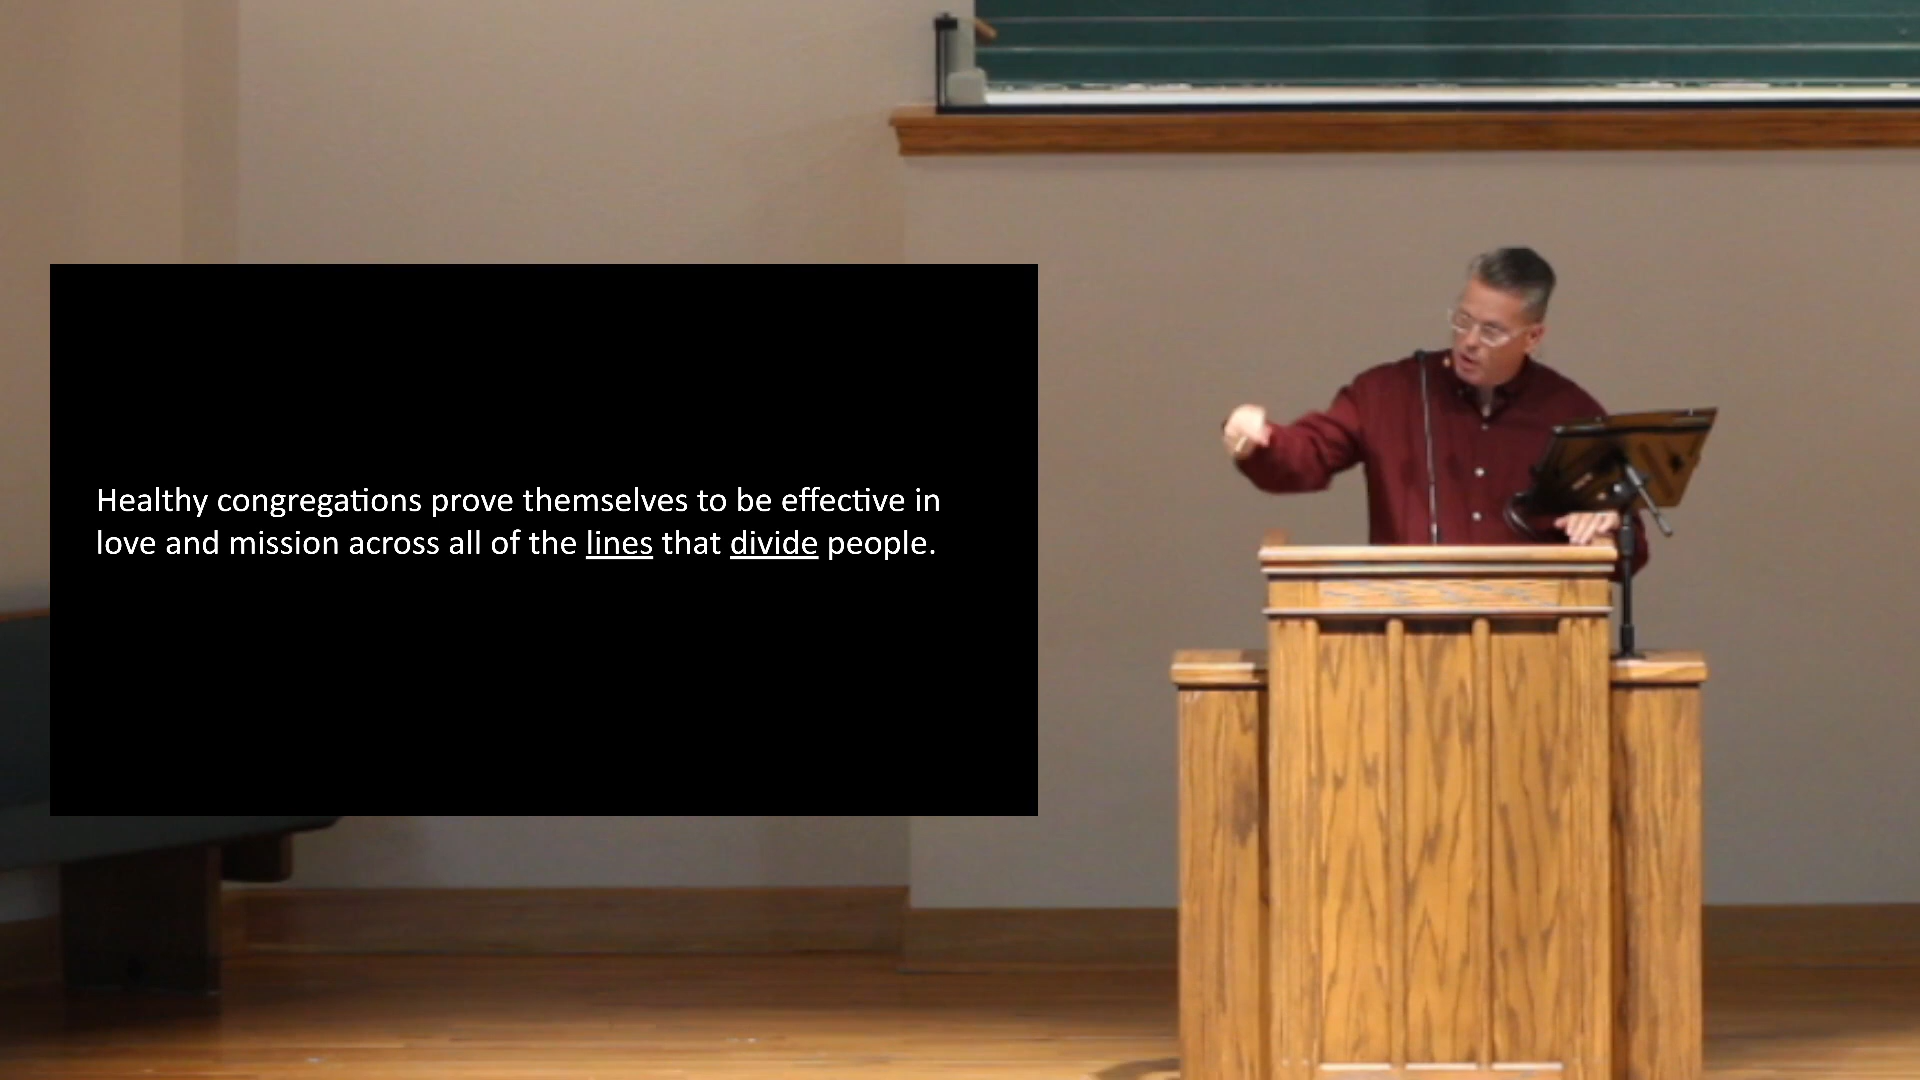 Healthy congregations prove themselves to be effective in
love and mission across all of the lines that divide people.